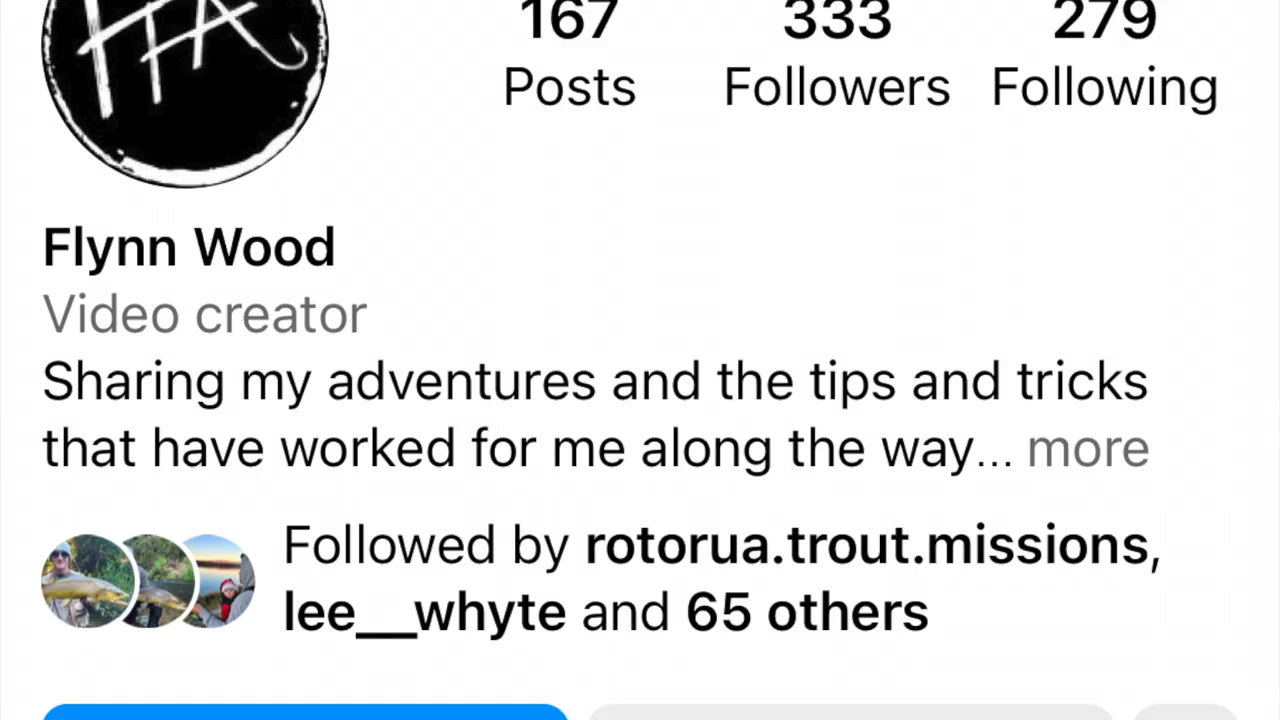 FFA
167 333 279
Posts Followers Following
Flynn Wood
Video creator
Sharing my adventures and the tips and tricks
that have worked for me along the way... more
Followed by rotorua.trout.missions,
lee__whyte and 65 others